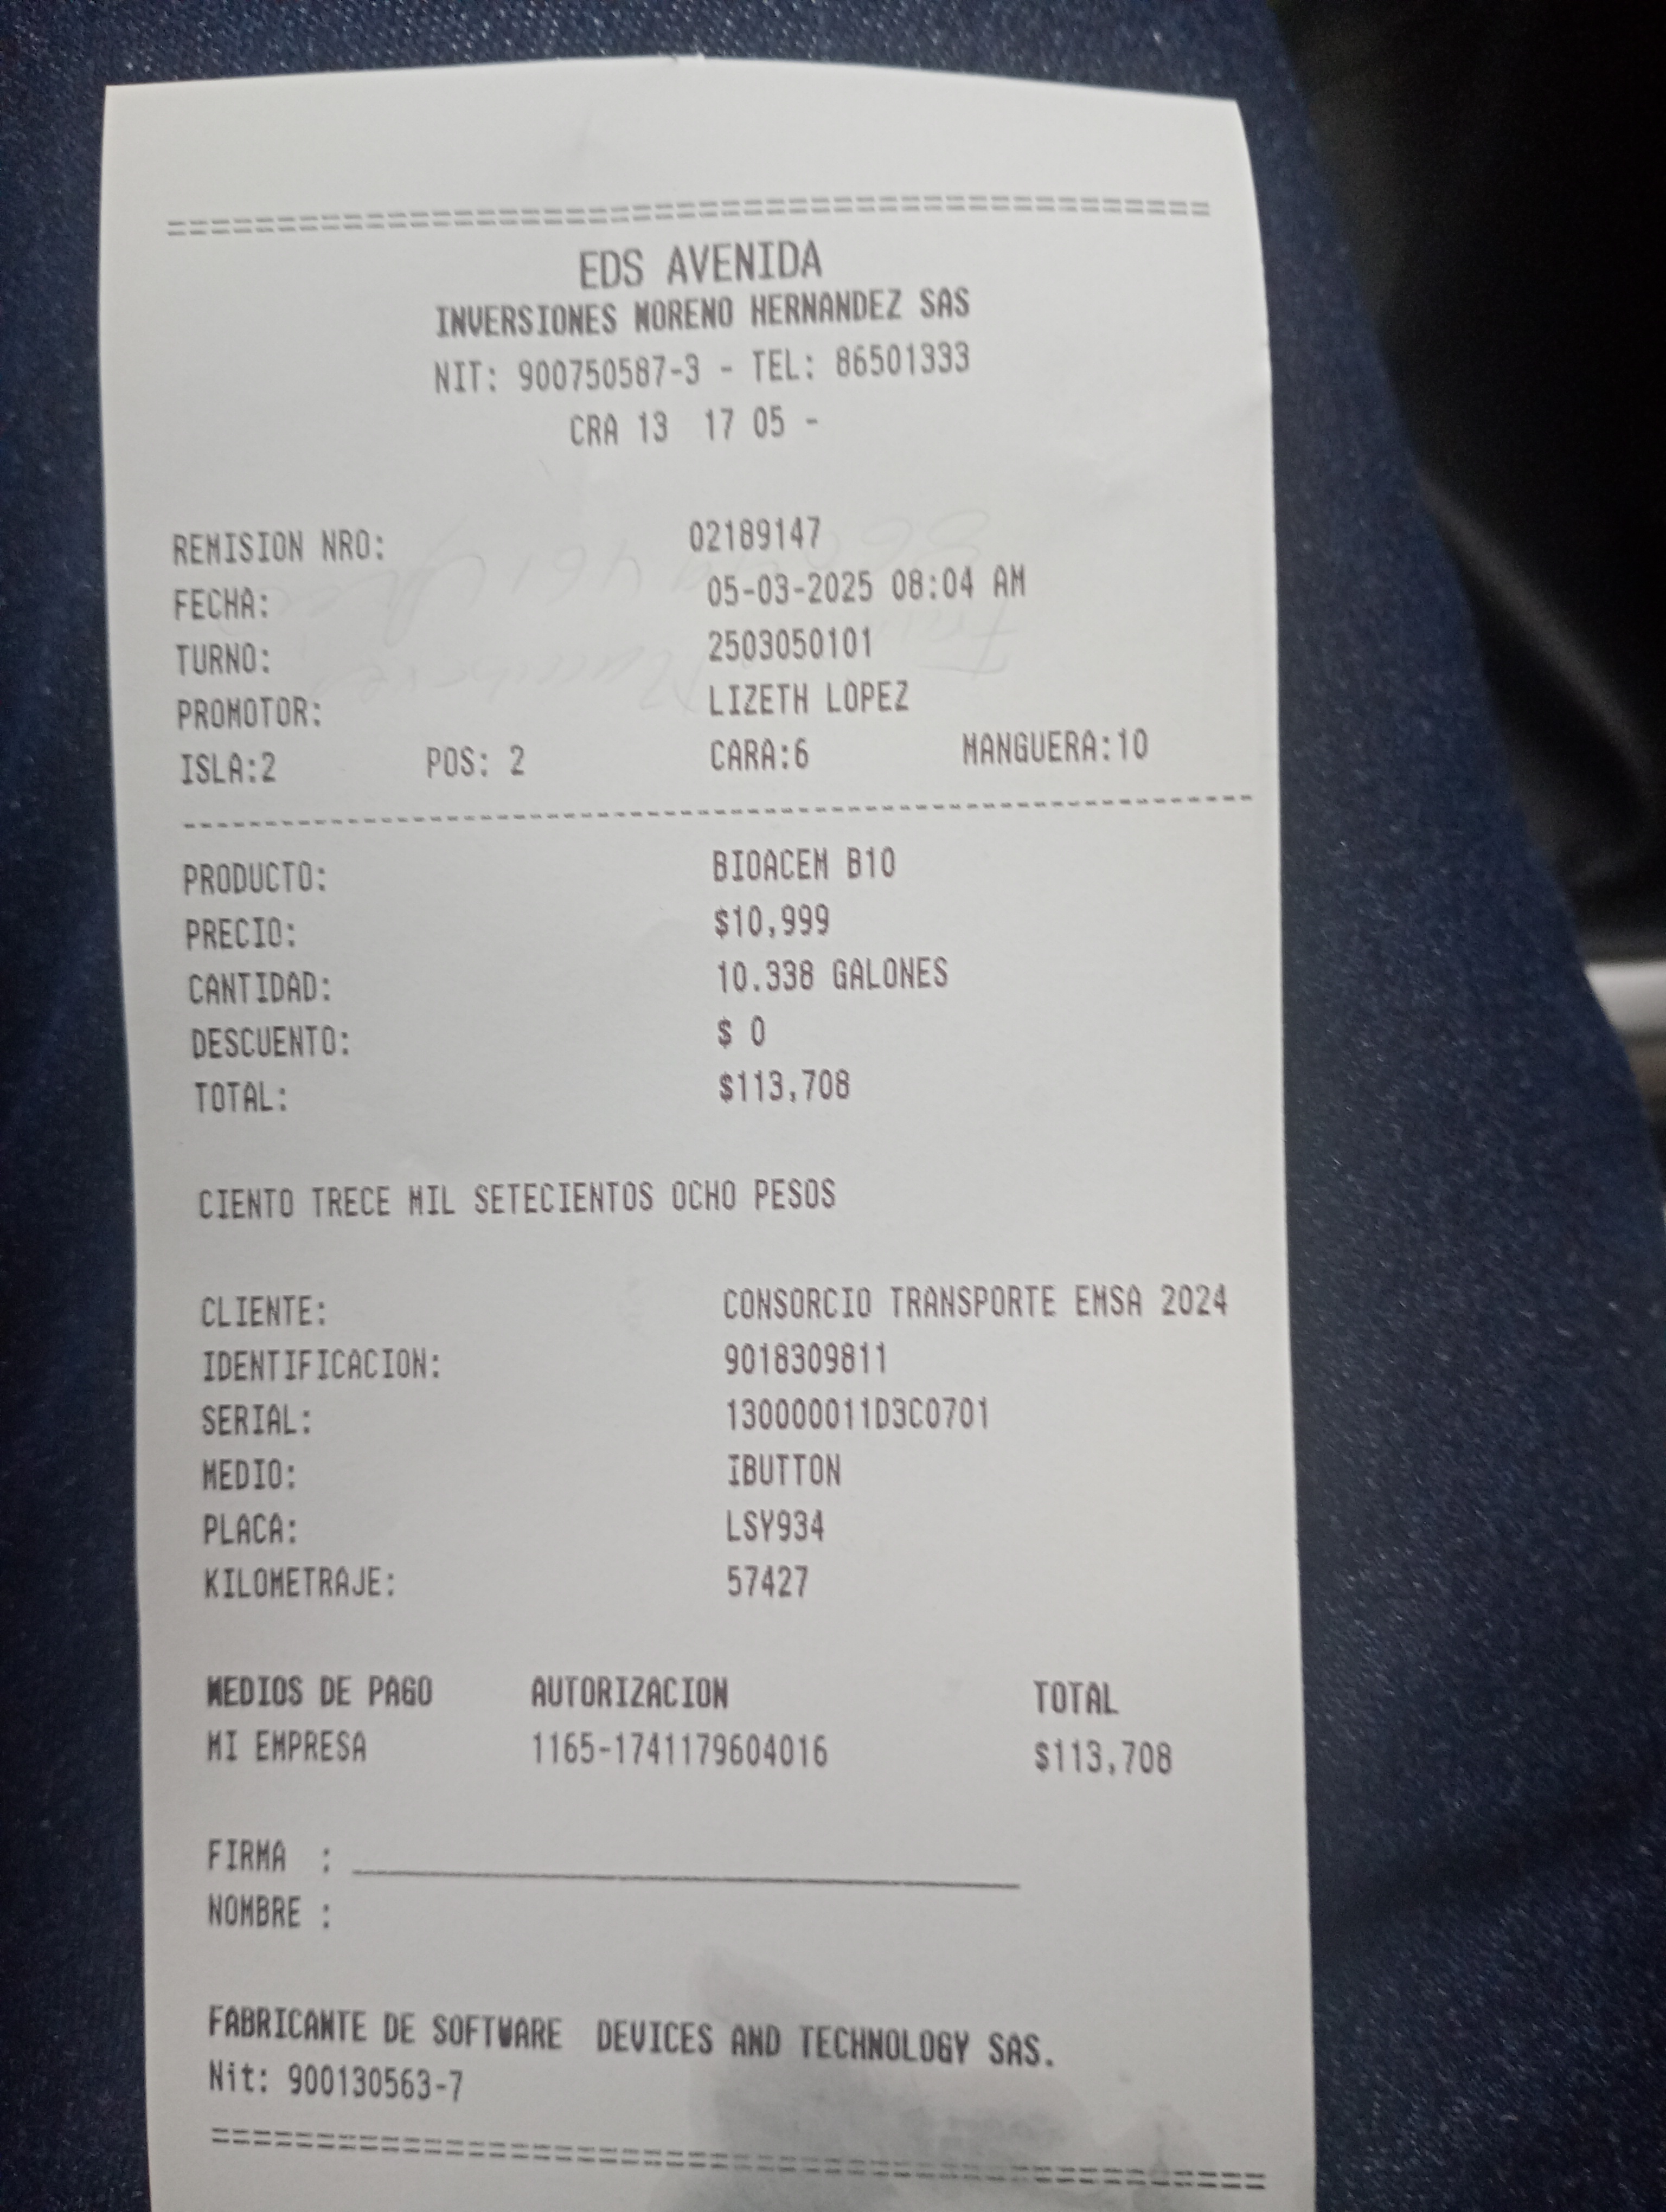 EDS AVENIDA
INVERSIONES MORENO HERNANDEZ SAS
NIT: 900750587-3 - TEL: 86501333
CRA 13 17 05 -
REMISION NRO: 02189147
FECHA: 05-03-2025 08:04 AM
TURNO: 2503050101
PROMOTOR: LIZETH LOPEZ
ISLA:2 POS: 2 CARA:6 MANGUERA:10
PRODUCTO: BIOACEM B10
PRECIO: $10,999
CANTIDAD: 10.338 GALONES
DESCUENTO: $ 0
TOTAL: $113,708
CIENTO TRECE MIL SETECIENTOS OCHO PESOS
CLIENTE: CONSORCIO TRANSPORTE EMSA 2024
IDENTIFICACION: 9018309811
SERIAL: 130000011D3C0701
MEDIO: IBUTTON
PLACA: LSY934
KILOMETRAJE: 57427
MEDIOS DE PAGO AUTORIZACION TOTAL
MI EMPRESA 1165-1741179604016 $113,708
FIRMA :
NOMBRE :
FABRICANTE DE SOFTWARE DEVICES AND TECHNOLOGY SAS.
Nit: 900130563-7